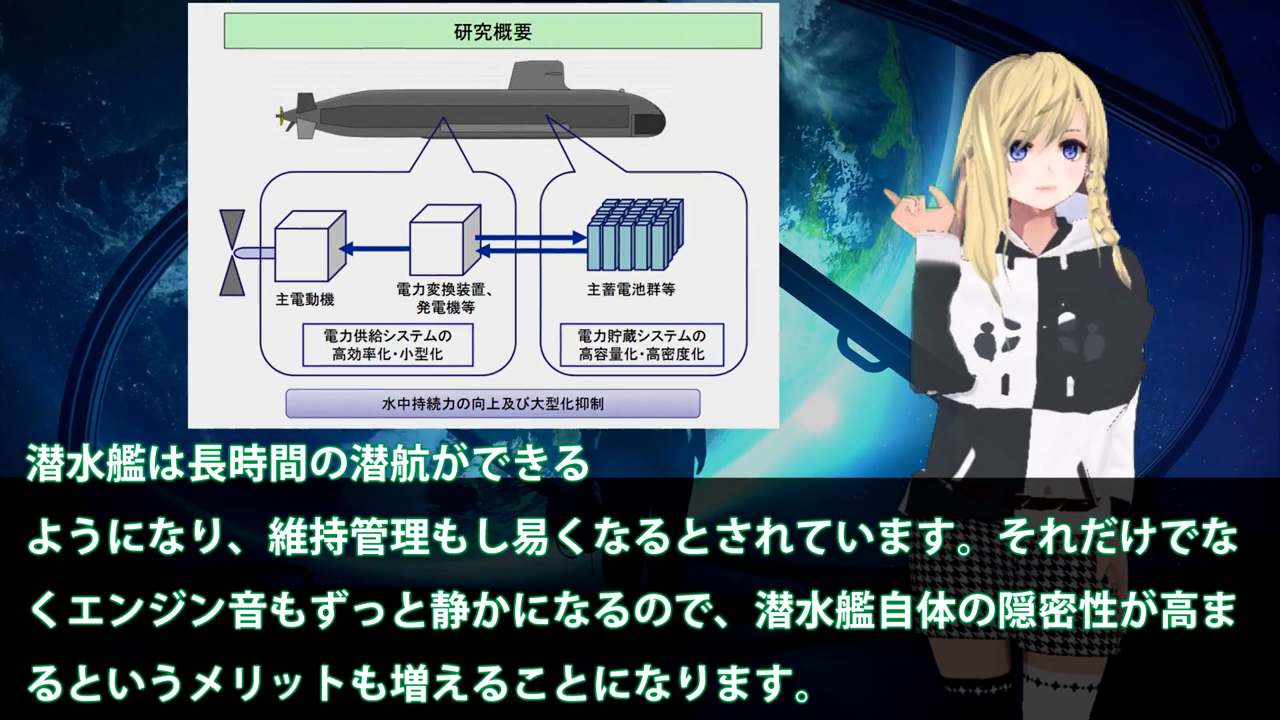 研究概要
主電動機
電力変換装置、
発電機等
主蓄電池群等
電力供給システムの
高効率化・小型化
電力貯蔵システムの
高容量化・高密度化
水中持続力の向上及び大型化抑制
潜水艦は長時間の潜航ができる
ようになり、維持管理もし易くなるとされています。それだけでな
くエンジン音もずっと静かになるので、潜水艦自体の隠密性が高ま
るというメリットも増えることになります。